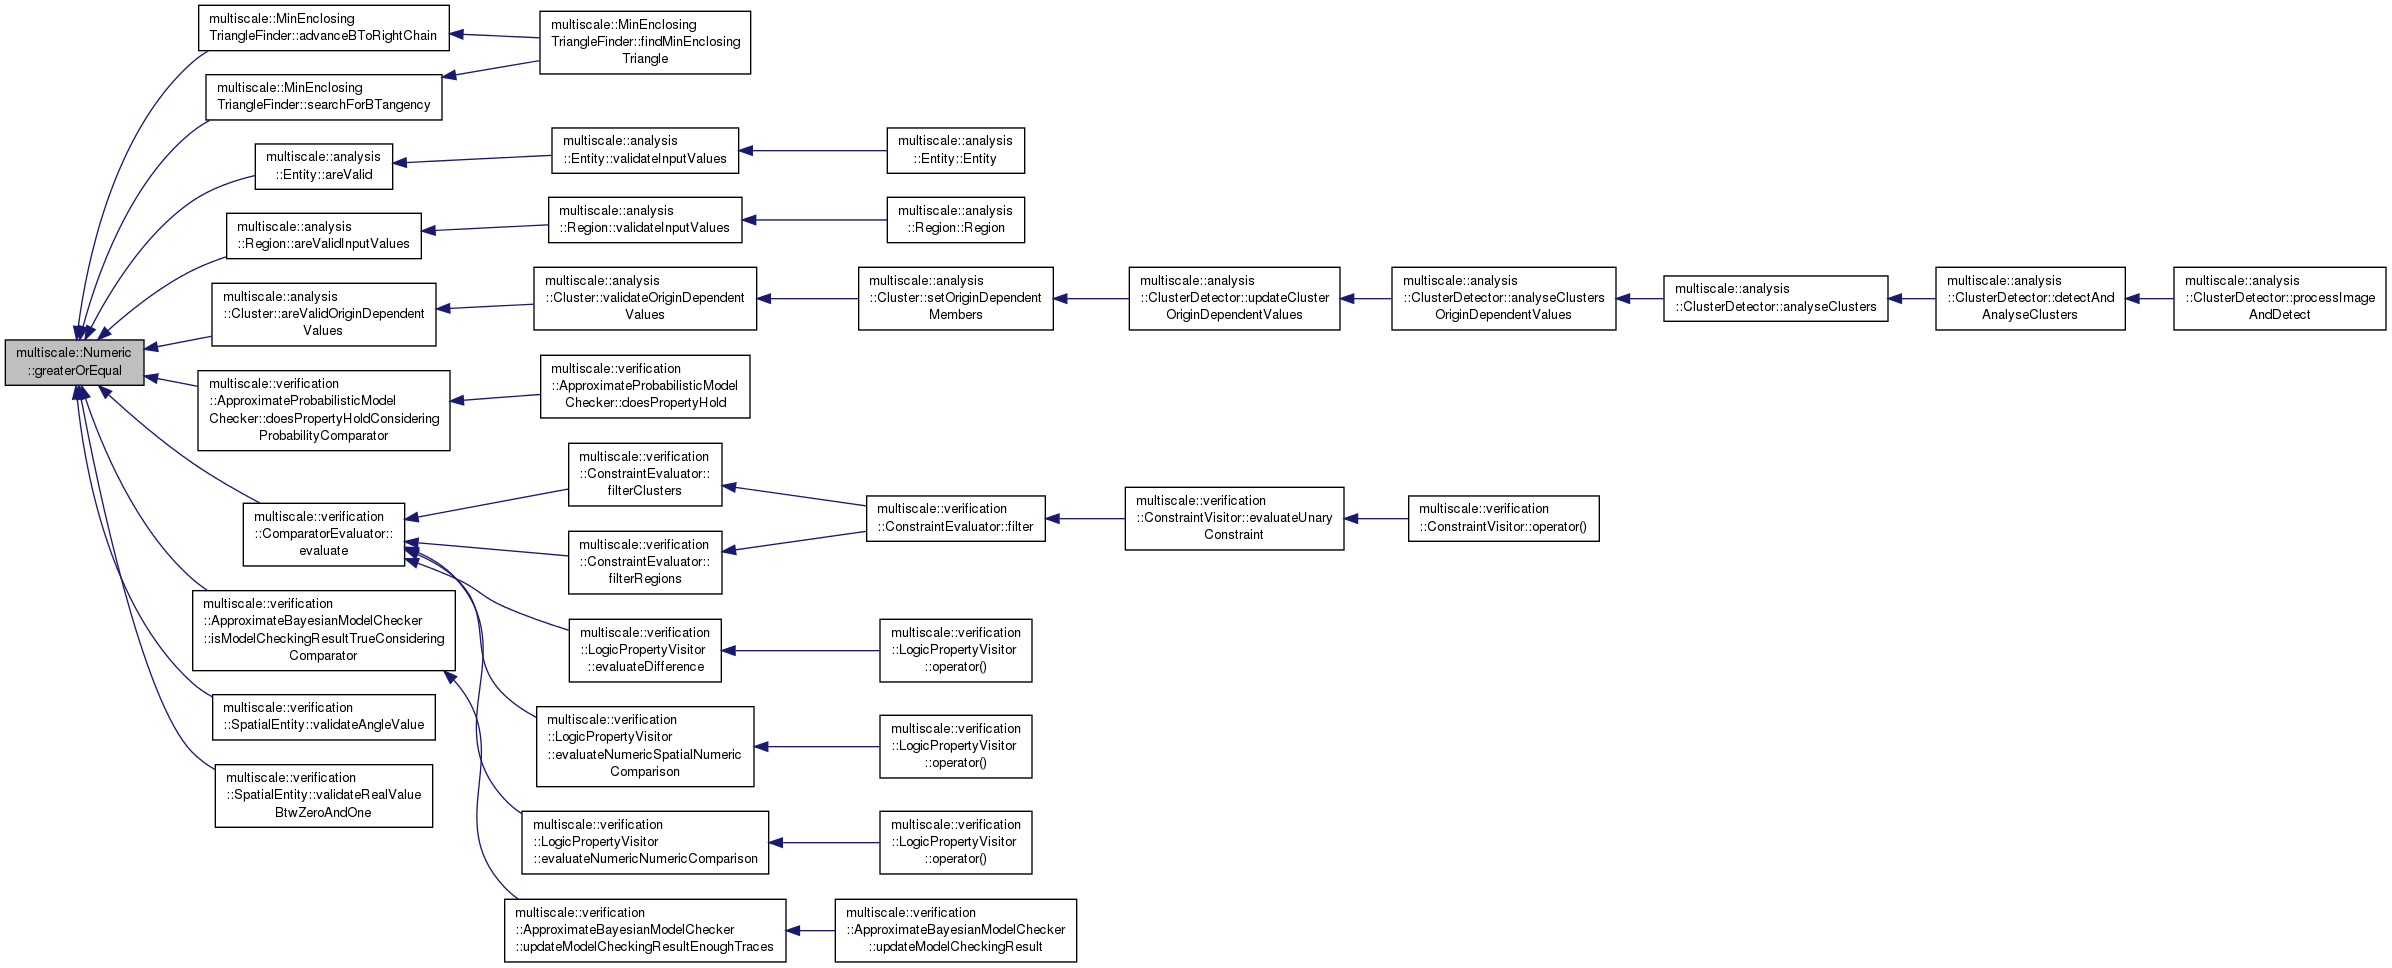 multiscale::MinEnclosing
TriangleFinder::advanceBToRightChain
multiscale::MinEnclosing
TriangleFinder::findMinEnclosing
Triangle
multiscale::MinEnclosing
TriangleFinder::searchForBTangency
multiscale::analysis
::Entity::areValid
multiscale::analysis
::Entity::validateInputValues
multiscale::analysis
::Entity::Entity
multiscale::analysis
::Region::areValidInputValues
multiscale::analysis
::Region::validateInputValues
multiscale::analysis
::Region::Region
multiscale::analysis
::Cluster::areValidOriginDependent
Values
multiscale::analysis
::Cluster::validateOriginDependent
Values
multiscale::analysis
::Cluster::setOriginDependent
Members
multiscale::analysis
::ClusterDetector::updateCluster
OriginDependentValues
multiscale::analysis
::ClusterDetector::analyseClusters
OriginDependentValues
multiscale::analysis
::ClusterDetector::analyseClusters
multiscale::analysis
::ClusterDetector::detectAnd
AnalyseClusters
multiscale::analysis
::ClusterDetector::processImage
AndDetect
multiscale::Numeric
::greaterOrEqual
multiscale::verification
::ApproximateProbabilisticModel
Checker::doesPropertyHoldConsidering
ProbabilityComparator
multiscale::verification
::ApproximateProbabilisticModel
Checker::doesPropertyHold
multiscale::verification
::ComparatorEvaluator::
evaluate
multiscale::verification
::ConstraintEvaluator::
filterClusters
multiscale::verification
::ConstraintEvaluator::
filterRegions
multiscale::verification
::ConstraintEvaluator::filter
multiscale::verification
::ConstraintVisitor::evaluateUnary
Constraint
multiscale::verification
::ConstraintVisitor::operator()
multiscale::verification
::ApproximateBayesianModelChecker
::isModelCheckingResultTrueConsidering
Comparator
multiscale::verification
::LogicPropertyVisitor
::evaluateDifference
multiscale::verification
::LogicPropertyVisitor
::operator()
multiscale::verification
::SpatialEntity::validateAngleValue
multiscale::verification
::LogicPropertyVisitor
::evaluateNumericSpatialNumeric
Comparison
multiscale::verification
::LogicPropertyVisitor
::operator()
multiscale::verification
::SpatialEntity::validateRealValue
BtwZeroAndOne
multiscale::verification
::LogicPropertyVisitor
::evaluateNumericNumericComparison
multiscale::verification
::LogicPropertyVisitor
::operator()
multiscale::verification
::ApproximateBayesianModelChecker
::updateModelCheckingResultEnoughTraces
multiscale::verification
::ApproximateBayesianModelChecker
::updateModelCheckingResult